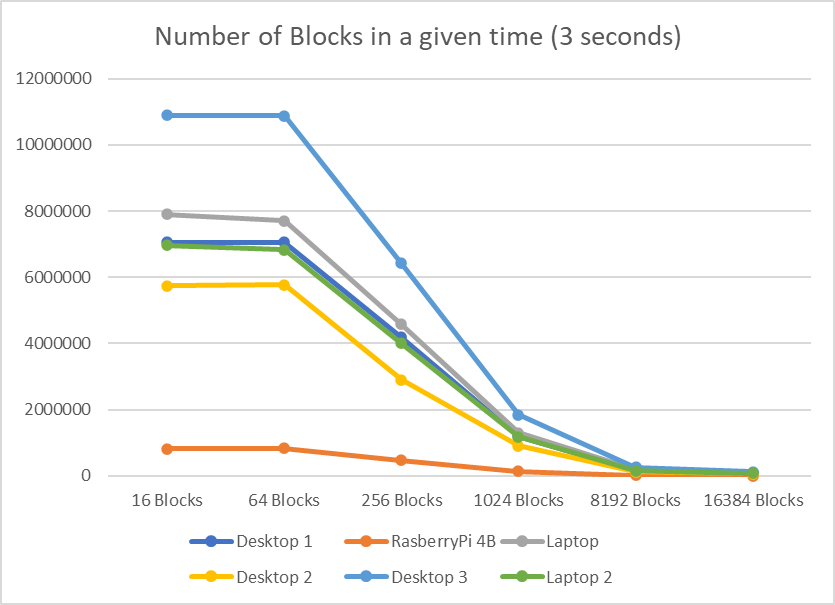 Number of Blocks in a given time (3 seconds)
12000000
10000000
8000000
6000000
4000000
2000000
0
16 Blocks 64 Blocks 256 Blocks 1024 Blocks 8192 Blocks 16384 Blocks
Desktop 1 RasberryPi 4B Laptop
Desktop 2 Desktop 3 Laptop 2